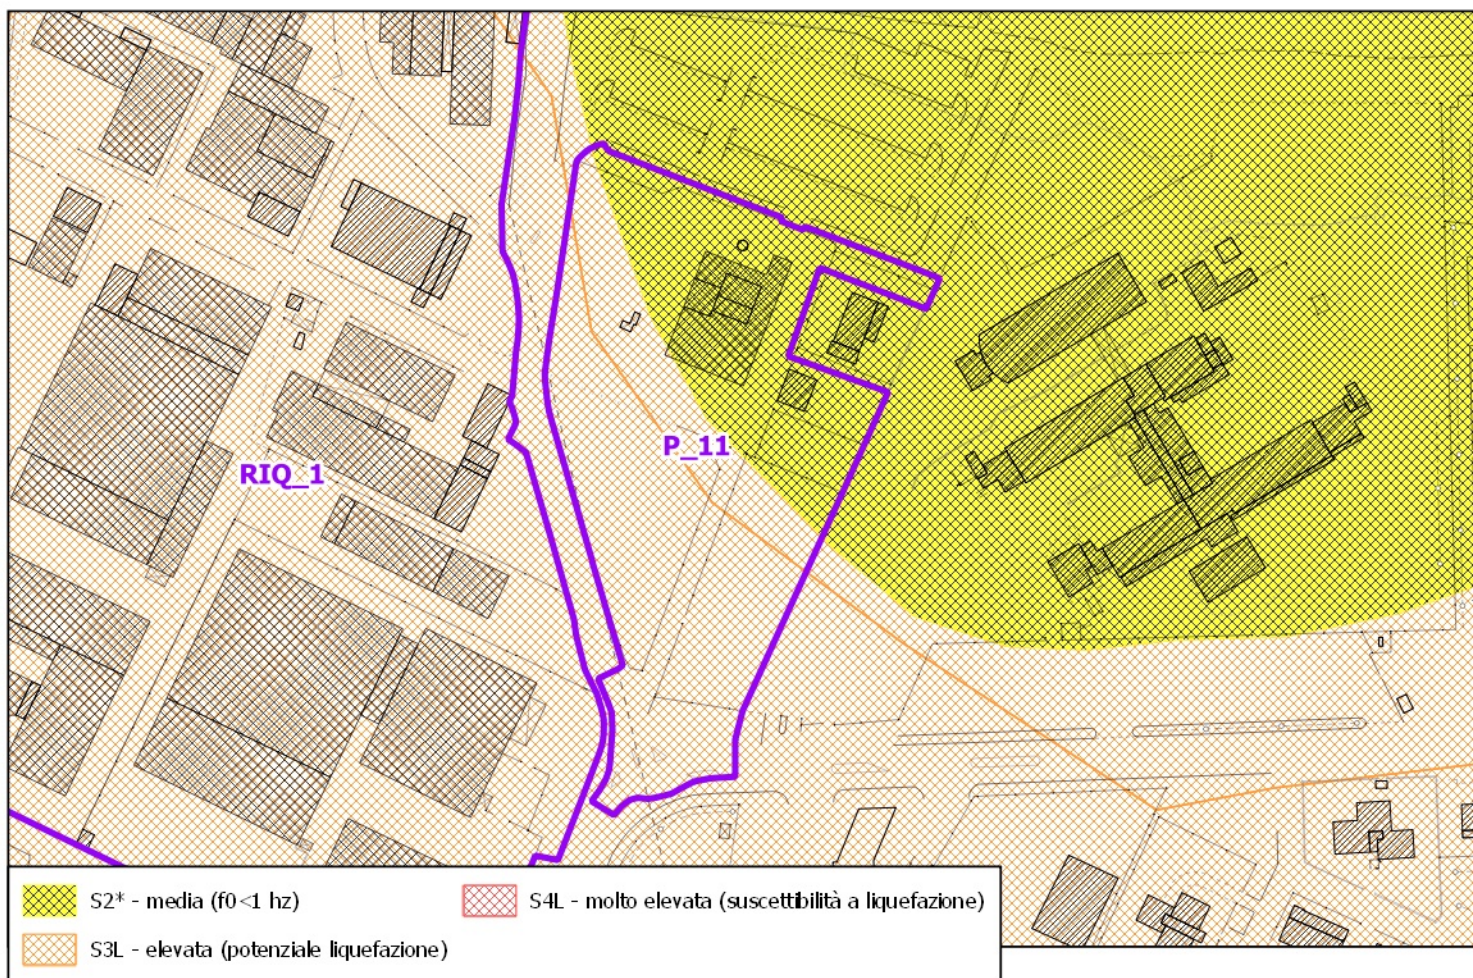 P_11
RIQ_1
S2* - media (f0<1 hz)
S4L - molto elevata (suscettibilità a liquefazione)
S3L - elevata (potenziale liquefazione)